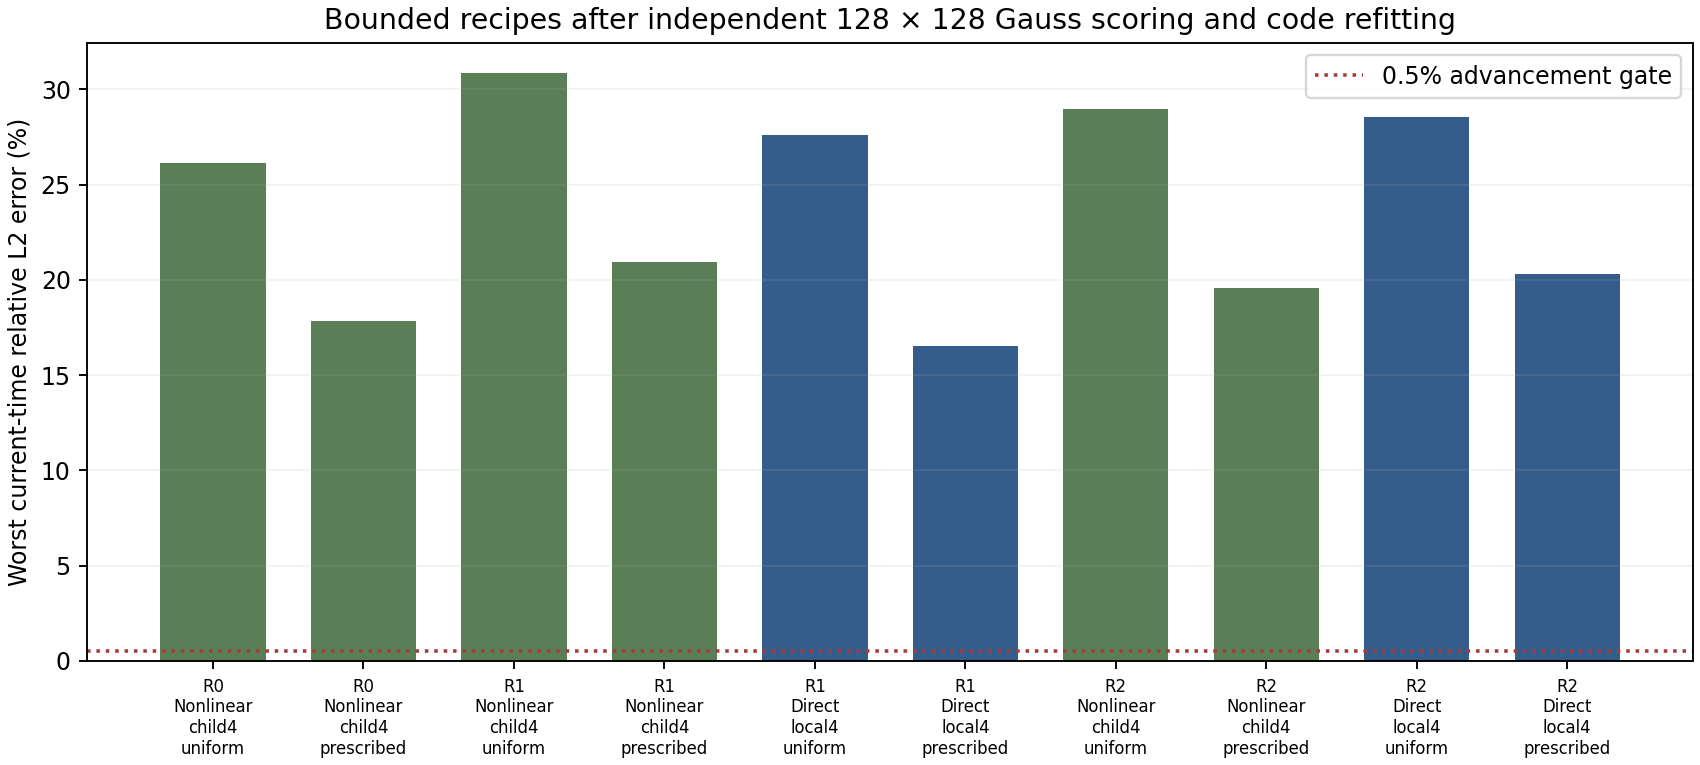 Bounded recipes after independent 128 × 128 Gauss scoring and code refitting
Worst current-time relative L2 error (%)
30
25
20
15
10
5
0
0.5% advancement gate
R0
Nonlinear
child4
uniform
R0
Nonlinear
child4
prescribed
R1
Nonlinear
child4
uniform
R1
Nonlinear
child4
prescribed
R1
Direct
local4
uniform
R1
Direct
local4
prescribed
R2
Nonlinear
child4
uniform
R2
Nonlinear
child4
prescribed
R2
Direct
local4
uniform
R2
Direct
local4
prescribed